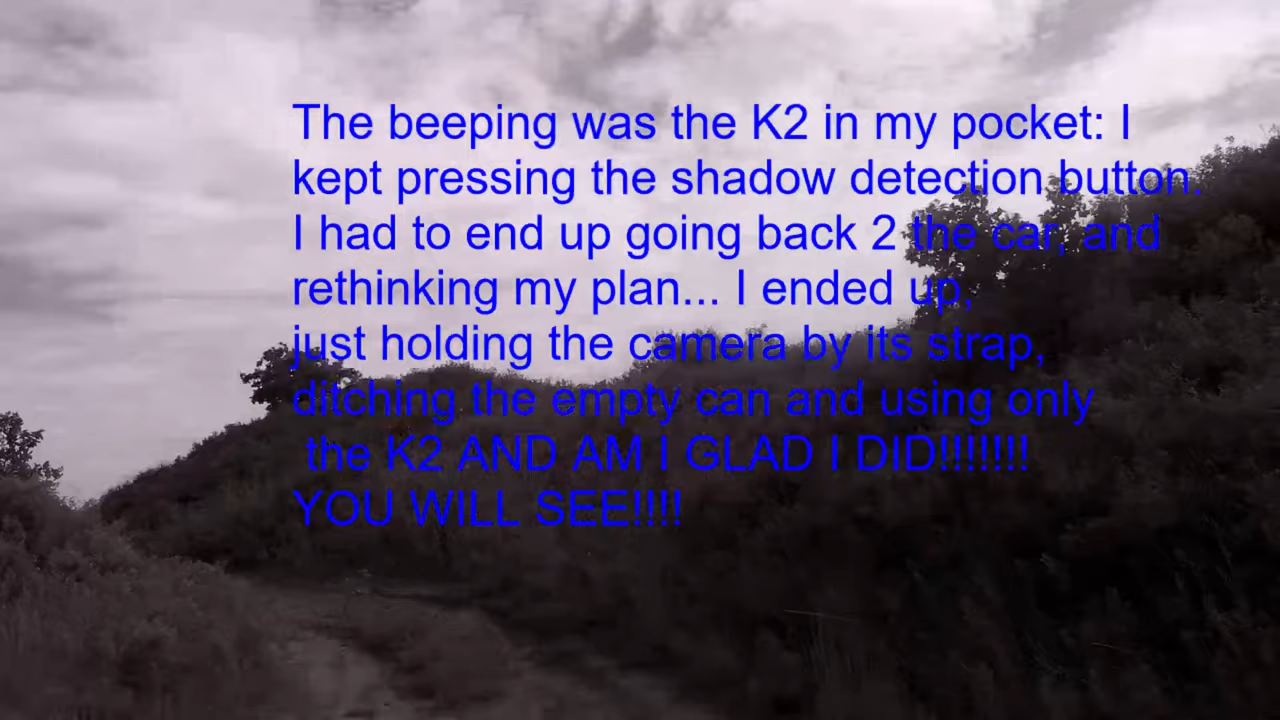 The beeping was the K2 in my pocket: I
kept pressing the shadow detection button.
I had to end up going back 2 the car, and
rethinking my plan... I ended up,
just holding the camera by its strap,
ditching the empty can and using only
the K2 AND AM I GLAD I DID!!!!!!!
YOU WILL SEE!!!!